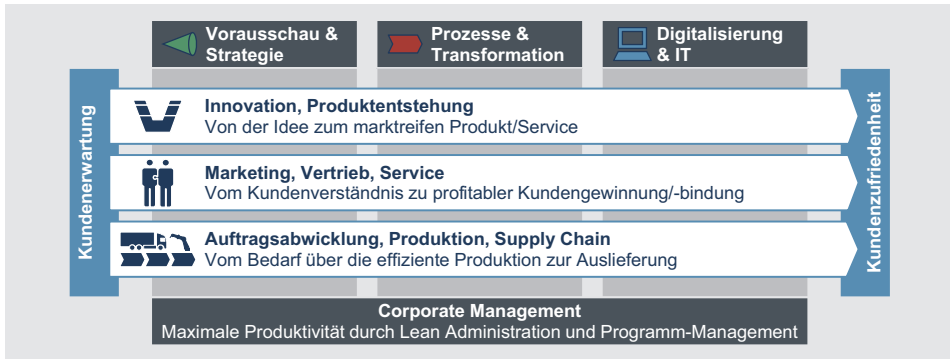 Vorausschau &
Strategie
Prozesse &
Transformation
Digitalisierung
& IT
Kundenerwartung
Innovation, Produktentstehung
Von der Idee zum marktreifen Produkt/Service
Marketing, Vertrieb, Service
Vom Kundenverständnis zu profitabler Kundengewinnung/-bindung
Auftragsabwicklung, Produktion, Supply Chain
Vom Bedarf über die effiziente Produktion zur Auslieferung
Kundenzufriedenheit
Corporate Management
Maximale Produktivität durch Lean Administration und Programm-Management